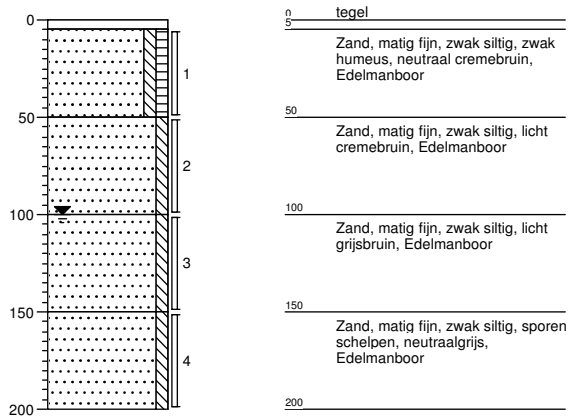 0
0
tegel
5
Zand, matig fijn, zwak siltig, zwak
humeus, neutraal cremebruin,
Edelmanboor
1
50
50
Zand, matig fijn, zwak siltig, licht
cremebruin, Edelmanboor
2
100
100
Zand, matig fijn, zwak siltig, licht
grijsbruin, Edelmanboor
3
150
150
Zand, matig fijn, zwak siltig, sporen
schelpen, neutraalgrijs,
Edelmanboor
4
200
200